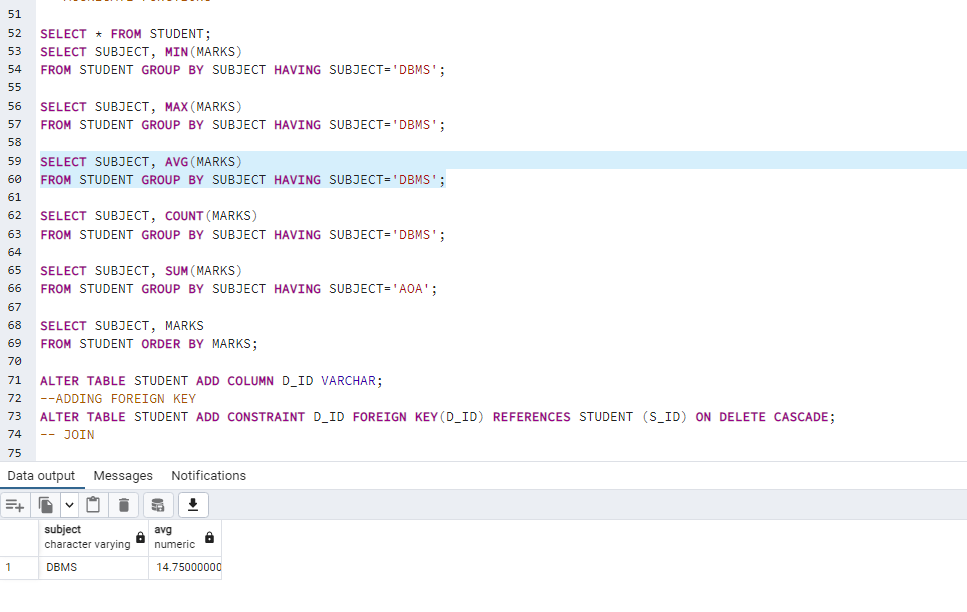 51
52 SELECT * FROM STUDENT;
53 SELECT SUBJECT, MIN(MARKS)
54 FROM STUDENT GROUP BY SUBJECT HAVING SUBJECT='DBMS';
55
56 SELECT SUBJECT, MAX(MARKS)
57 FROM STUDENT GROUP BY SUBJECT HAVING SUBJECT='DBMS';
58
59 SELECT SUBJECT, AVG(MARKS)
60 FROM STUDENT GROUP BY SUBJECT HAVING SUBJECT='DBMS';
61
62 SELECT SUBJECT, COUNT(MARKS)
63 FROM STUDENT GROUP BY SUBJECT HAVING SUBJECT='DBMS';
64
65 SELECT SUBJECT, SUM(MARKS)
66 FROM STUDENT GROUP BY SUBJECT HAVING SUBJECT='AOA';
67
68 SELECT SUBJECT, MARKS
69 FROM STUDENT ORDER BY MARKS;
70
71 ALTER TABLE STUDENT ADD COLUMN D_ID VARCHAR;
72 --ADDING FOREIGN KEY
73 ALTER TABLE STUDENT ADD CONSTRAINT D_ID FOREIGN KEY(D_ID) REFERENCES STUDENT (S_ID) ON DELETE CASCADE;
74 -- JOIN
75
Data output Messages Notifications
subject avg
character varying numeric
1 DBMS 14.75000000